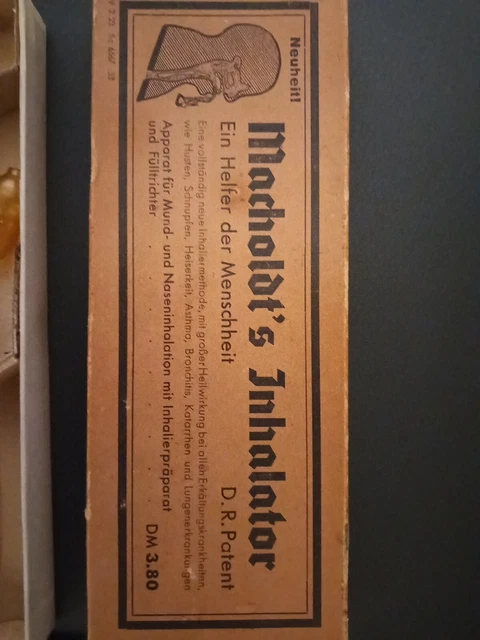 Neuheit!
Macholdt's Inhalator
Ein Helfer der Menschheit D. R. Patent
Eine vollständig neue Inhaliermethode, mit großer Heilwirkung bei allen Erkältungskrankheiten,
wie Husten, Schnupfen, Heiserkeit, Asthma, Bronchitis, Katarrhen und Lungenerkrankungen
Apparat für Mund- und Naseninhalation mit Inhalierpräparat
und Fülltrichter . . . . . . . . DM 3.80